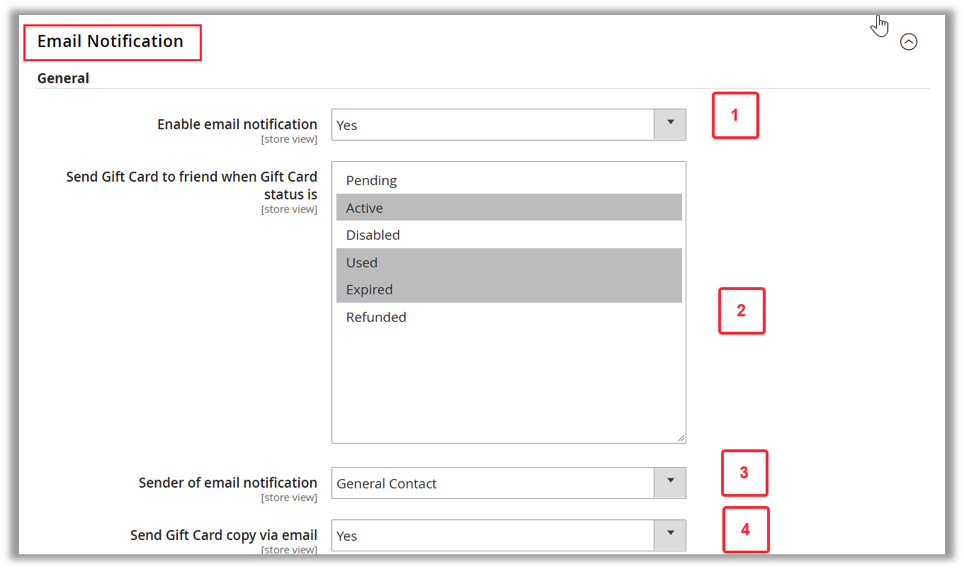 Email Notification
General
Enable email notification
[store view]
Yes
1
Send Gift Card to friend when Gift Card
status is
[store view]
Pending
Active
Disabled
Used
Expired
Refunded
2
Sender of email notification
[store view]
General Contact
3
Send Gift Card copy via email
[store view]
Yes
4